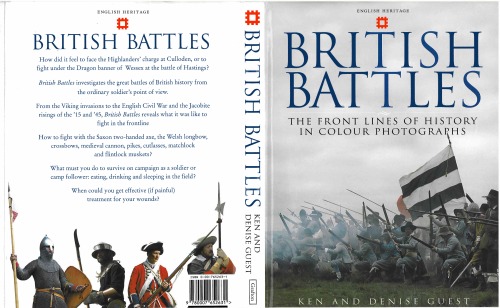 ENGLISH HERITAGE
BRITISH BATTLES
How did it feel to face the Highlanders' charge at Culloden, or to
fight under the Dragon banner of Wessex at the battle of Hastings?
British Battles investigates the great battles of British history from
the ordinary soldier's point of view.
From the Viking invasions to the English Civil War and the Jacobite
risings of the '15 and '45, British Battles reveals what it was like to
fight in the frontline
How to fight with the Saxon two-handed axe, the Welsh longbow,
crossbows, medieval cannon, pikes, cutlasses, matchlock
and flintlock muskets?
What must you do to survive on campaign as a soldier or
camp follower: eating, drinking and sleeping in the field?
When could you get effective (if painful)
treatment for your wounds?
BRITISH BATTLES
KEN AND
DENISE GUEST
ENGLISH HERITAGE
BRITISH
BATTLES
THE FRONT LINES OF HISTORY
IN COLOUR PHOTOGRAPHS
KEN AND DENISE GUEST